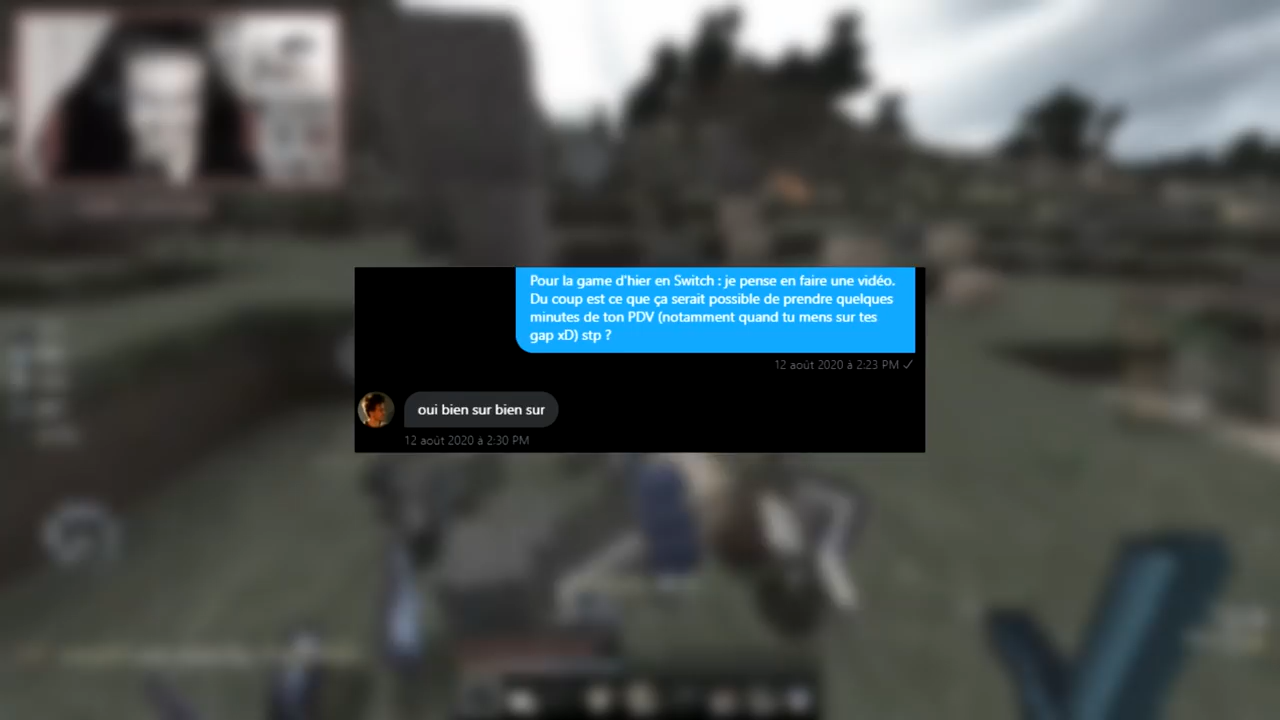 Pour la game d'hier en Switch : je pense en faire une vidéo.
Du coup est ce que ça serait possible de prendre quelques
minutes de ton PDV (notamment quand tu mens sur tes
gap xD) stp ?
12 août 2020 à 2:23 PM ✓
oui bien sur bien sur
12 août 2020 à 2:30 PM